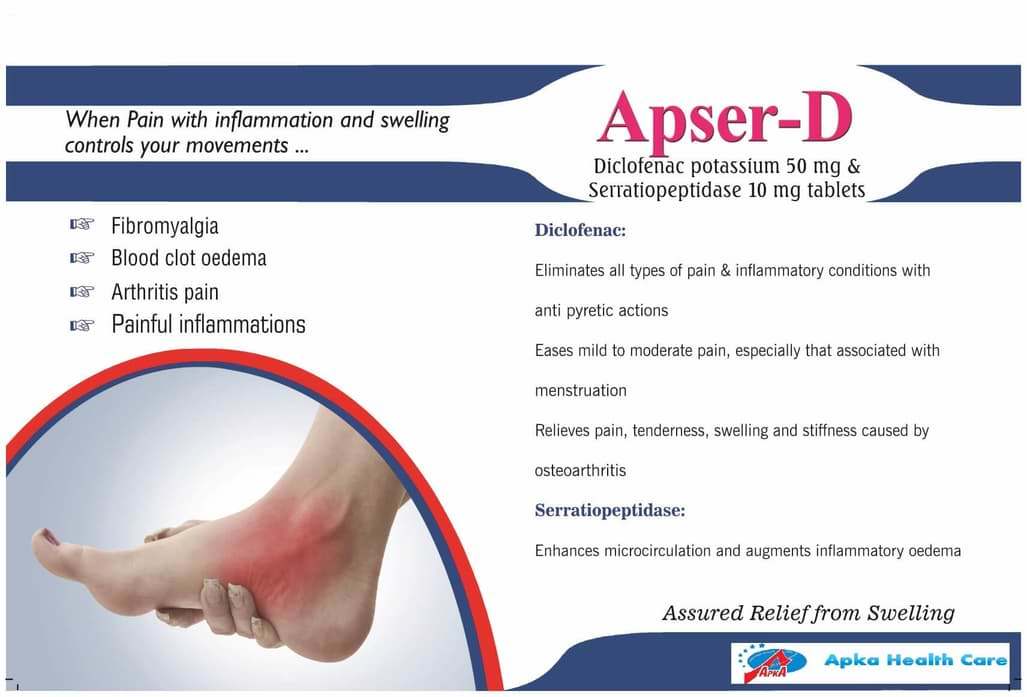 When Pain with inflammation and swelling
controls your movements ...
Apser-D
Diclofenac potassium 50 mg &
Serratiopeptidase 10 mg tablets
Fibromyalgia
Blood clot oedema
Arthritis pain
Painful inflammations
Diclofenac:
Eliminates all types of pain & inflammatory conditions with
anti pyretic actions
Eases mild to moderate pain, especially that associated with
menstruation
Relieves pain, tenderness, swelling and stiffness caused by
osteoarthritis
Serratiopeptidase:
Enhances microcirculation and augments inflammatory oedema
Assured Relief from Swelling
APKA
Apka Health Care